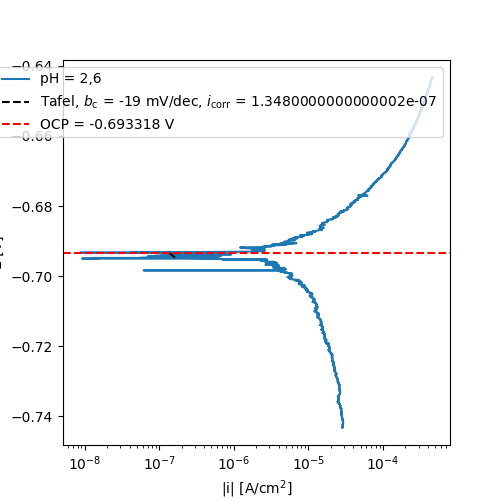 −0.64
pH = 2,6
Tafel, b_c = -19 mV/dec, i_corr = 1.3480000000000002e-07
OCP = -0.693318 V
−0.66
−0.68
−0.70
−0.72
−0.74
10^−8 10^−7 10^−6 10^−5 10^−4
|i| [A/cm^2]